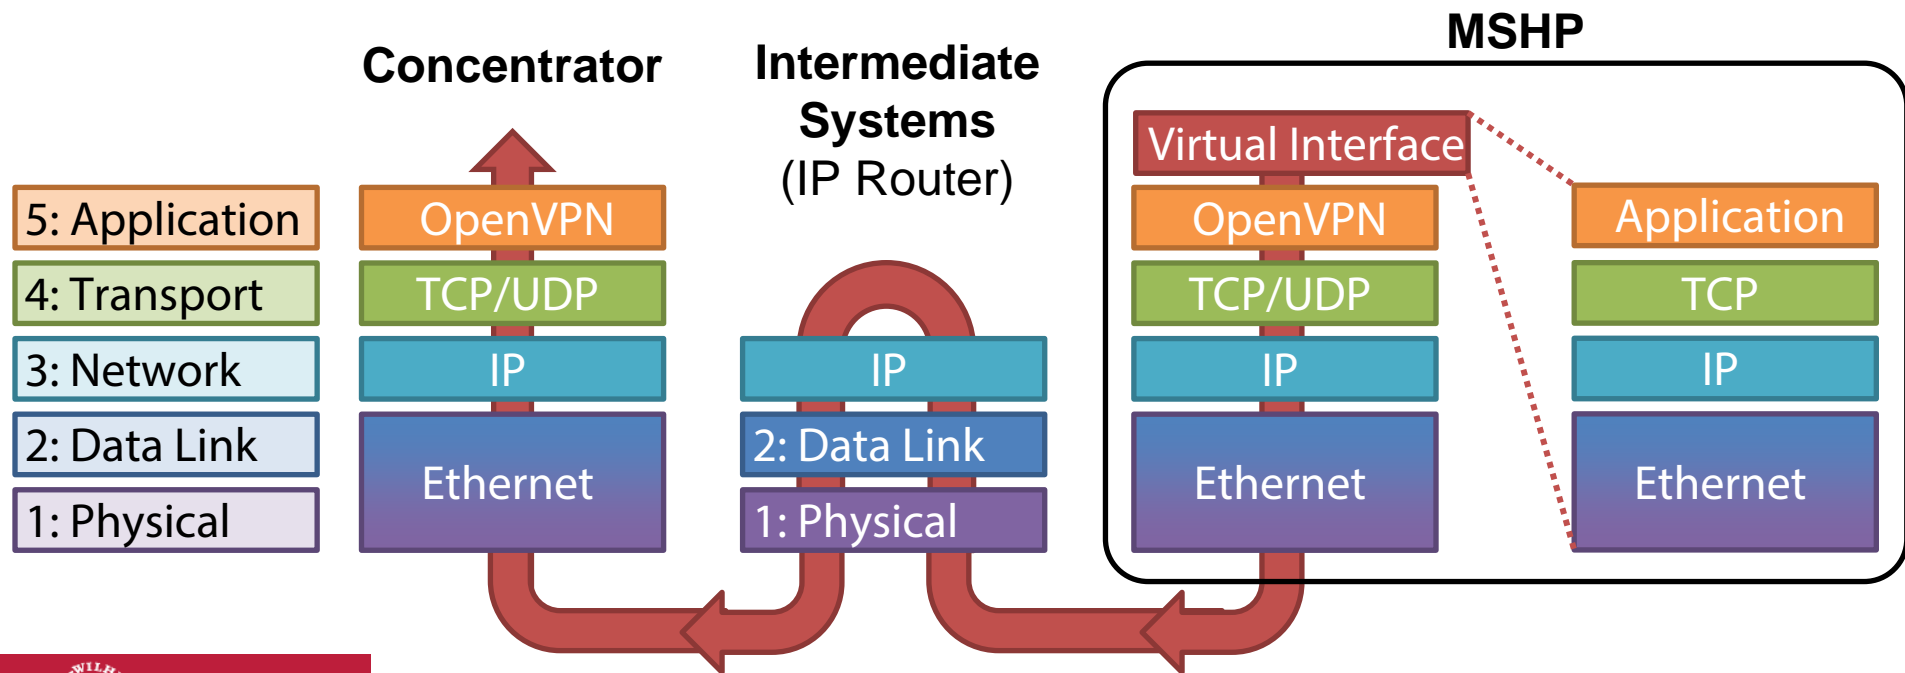 MSHP
Concentrator
Intermediate
Systems
(IP Router)
5: Application
4: Transport
3: Network
2: Data Link
1: Physical
OpenVPN
TCP/UDP
IP
Ethernet
IP
2: Data Link
1: Physical
Virtual Interface
OpenVPN
TCP/UDP
IP
Ethernet
Application
TCP
IP
Ethernet